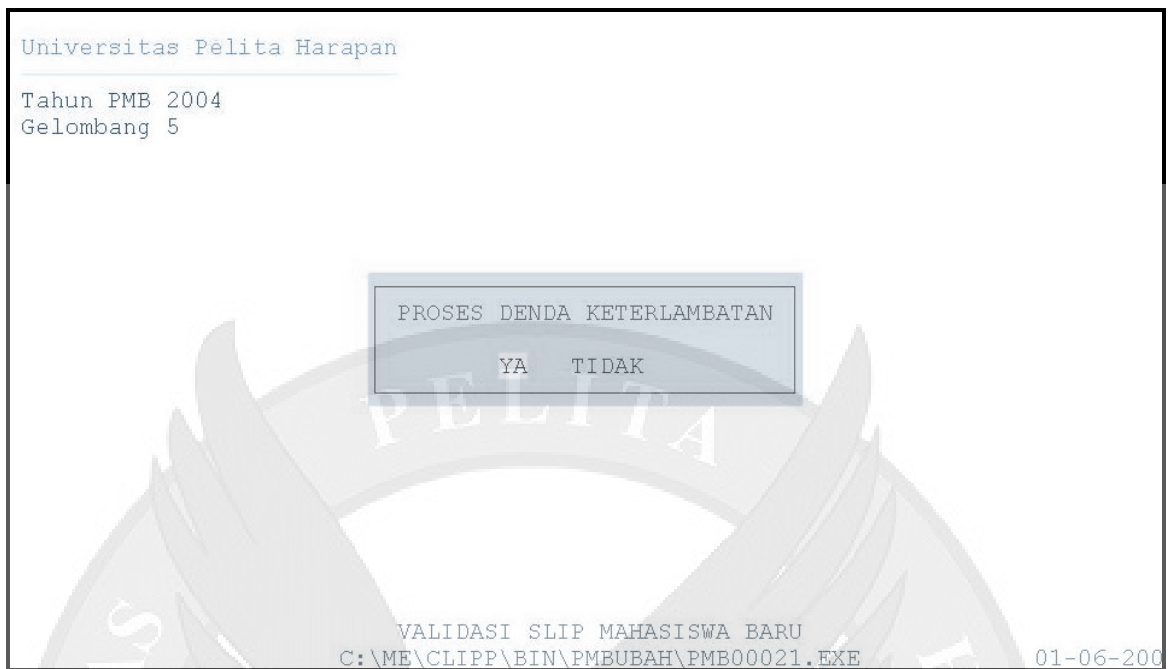 Universitas Pelita Harapan
Tahun PMB 2004
Gelombang 5
PROSES DENDA KETERLAMBATAN
YA TIDAK
PELITA
VALIDASI SLIP MAHASISWA BARU
C:\ME\CLIPP\BIN\PMBUBAH\PMB00021.EXE
01-06-200